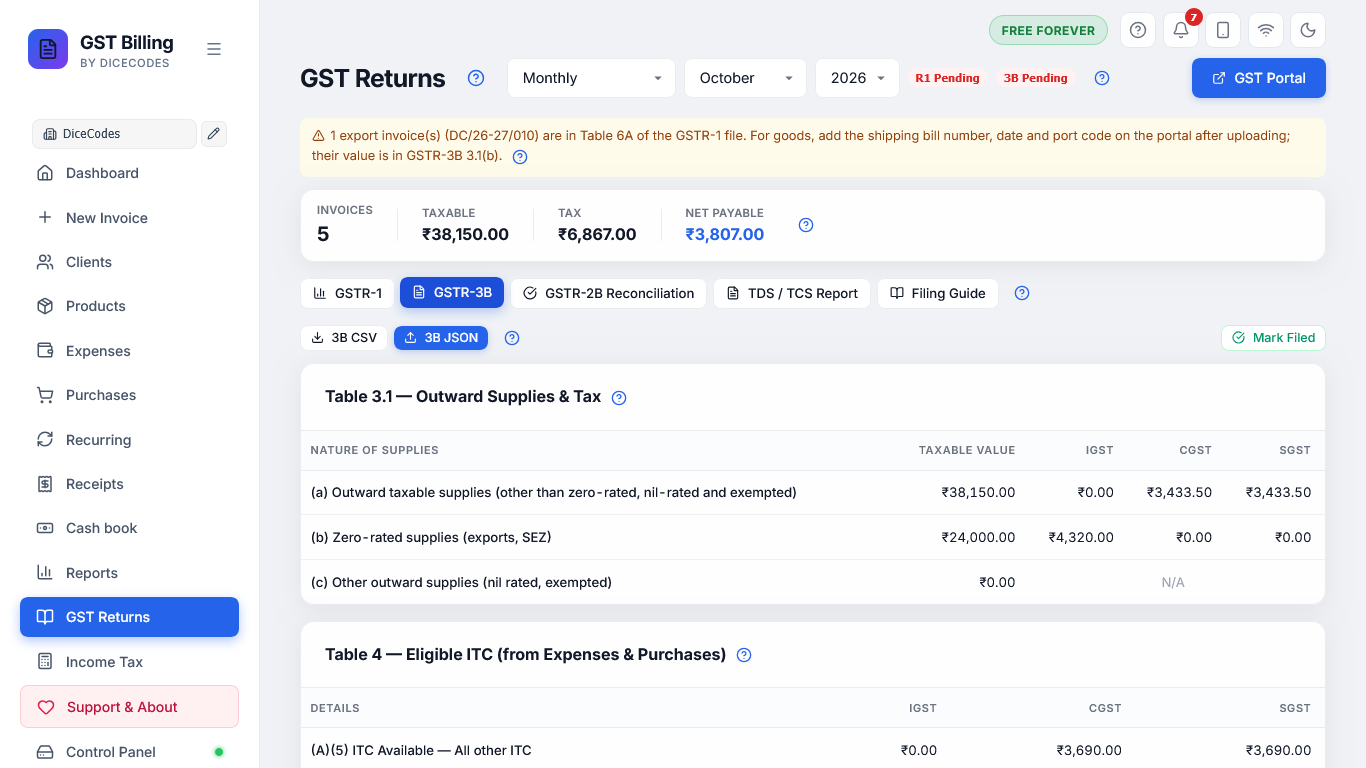 GST Billing
BY DICECODES
DiceCodes
Dashboard
New Invoice
Clients
Products
Expenses
Purchases
Recurring
Receipts
Cash book
Reports
GST Returns
Income Tax
Support & About
Control Panel
FREE FOREVER
7
GST Returns
Monthly
October
2026
R1 Pending
3B Pending
GST Portal
1 export invoice(s) (DC/26-27/010) are in Table 6A of the GSTR-1 file. For goods, add the shipping bill number, date and port code on the portal after uploading;
their value is in GSTR-3B 3.1(b).
INVOICES
5
TAXABLE
₹38,150.00
TAX
₹6,867.00
NET PAYABLE
₹3,807.00
GSTR-1
GSTR-3B
GSTR-2B Reconciliation
TDS / TCS Report
Filing Guide
3B CSV
3B JSON
Mark Filed
Table 3.1 — Outward Supplies & Tax
NATURE OF SUPPLIES TAXABLE VALUE IGST CGST SGST
(a) Outward taxable supplies (other than zero-rated, nil-rated and exempted) ₹38,150.00 ₹0.00 ₹3,433.50 ₹3,433.50
(b) Zero-rated supplies (exports, SEZ) ₹24,000.00 ₹4,320.00 ₹0.00 ₹0.00
(c) Other outward supplies (nil rated, exempted) ₹0.00 N/A
Table 4 — Eligible ITC (from Expenses & Purchases)
DETAILS IGST CGST SGST
(A)(5) ITC Available — All other ITC ₹0.00 ₹3,690.00 ₹3,690.00